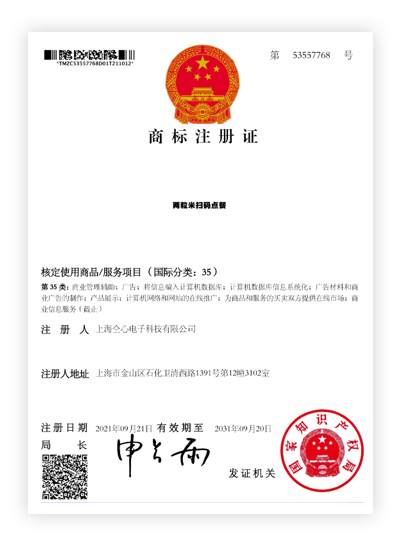 *TMZC53557768D01T211012*
第 53557768 号
商标注册证
两粒米扫码点餐
核定使用商品/服务项目（国际分类：35）
第 35 类：商业管理辅助；广告；将信息编入计算机数据库；计算机数据库信息系统化；广告材料和商
业广告的制作；产品展示；计算机网络和网站的在线推广；为商品和服务的买卖双方提供在线市场；商
业信息服务（截止）
注 册 人 上海仝心电子科技有限公司
注册人地址 上海市金山区石化卫清西路1391号第12幢3102室
注册日期 2021年09月21日 有效期至 2031年09月20日
局 长 申长雨
发证机关
国家知识产权局